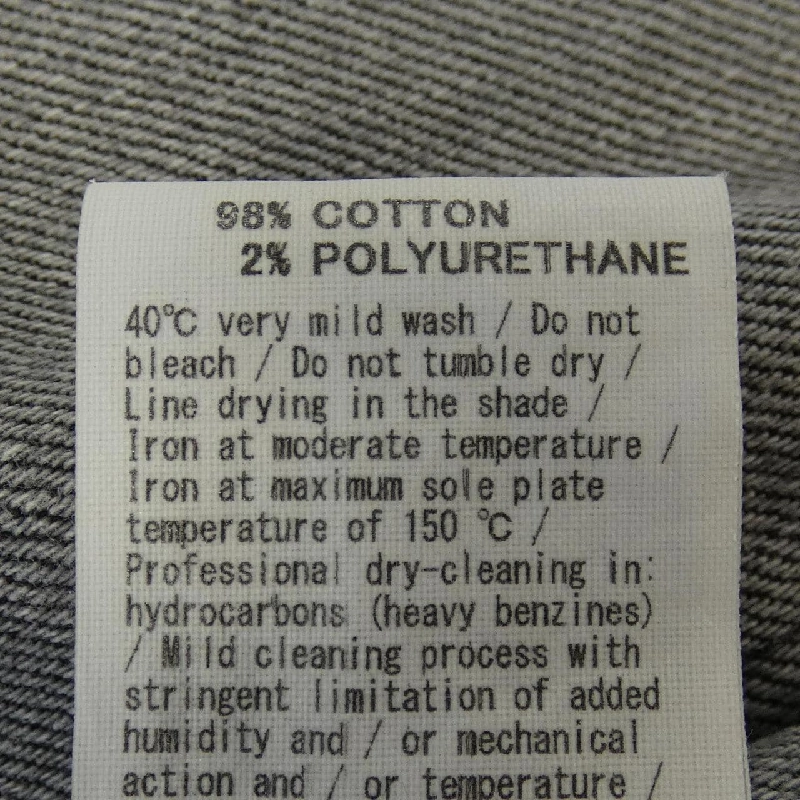 98% COTTON
2% POLYURETHANE
40℃ very mild wash / Do not
bleach / Do not tumble dry /
Line drying in the shade /
Iron at moderate temperature /
Iron at maximum sole plate
temperature of 150 ℃ /
Professional dry-cleaning in:
hydrocarbons (heavy benzines)
/ Mild cleaning process with
stringent limitation of added
humidity and / or mechanical
action and / or temperature /